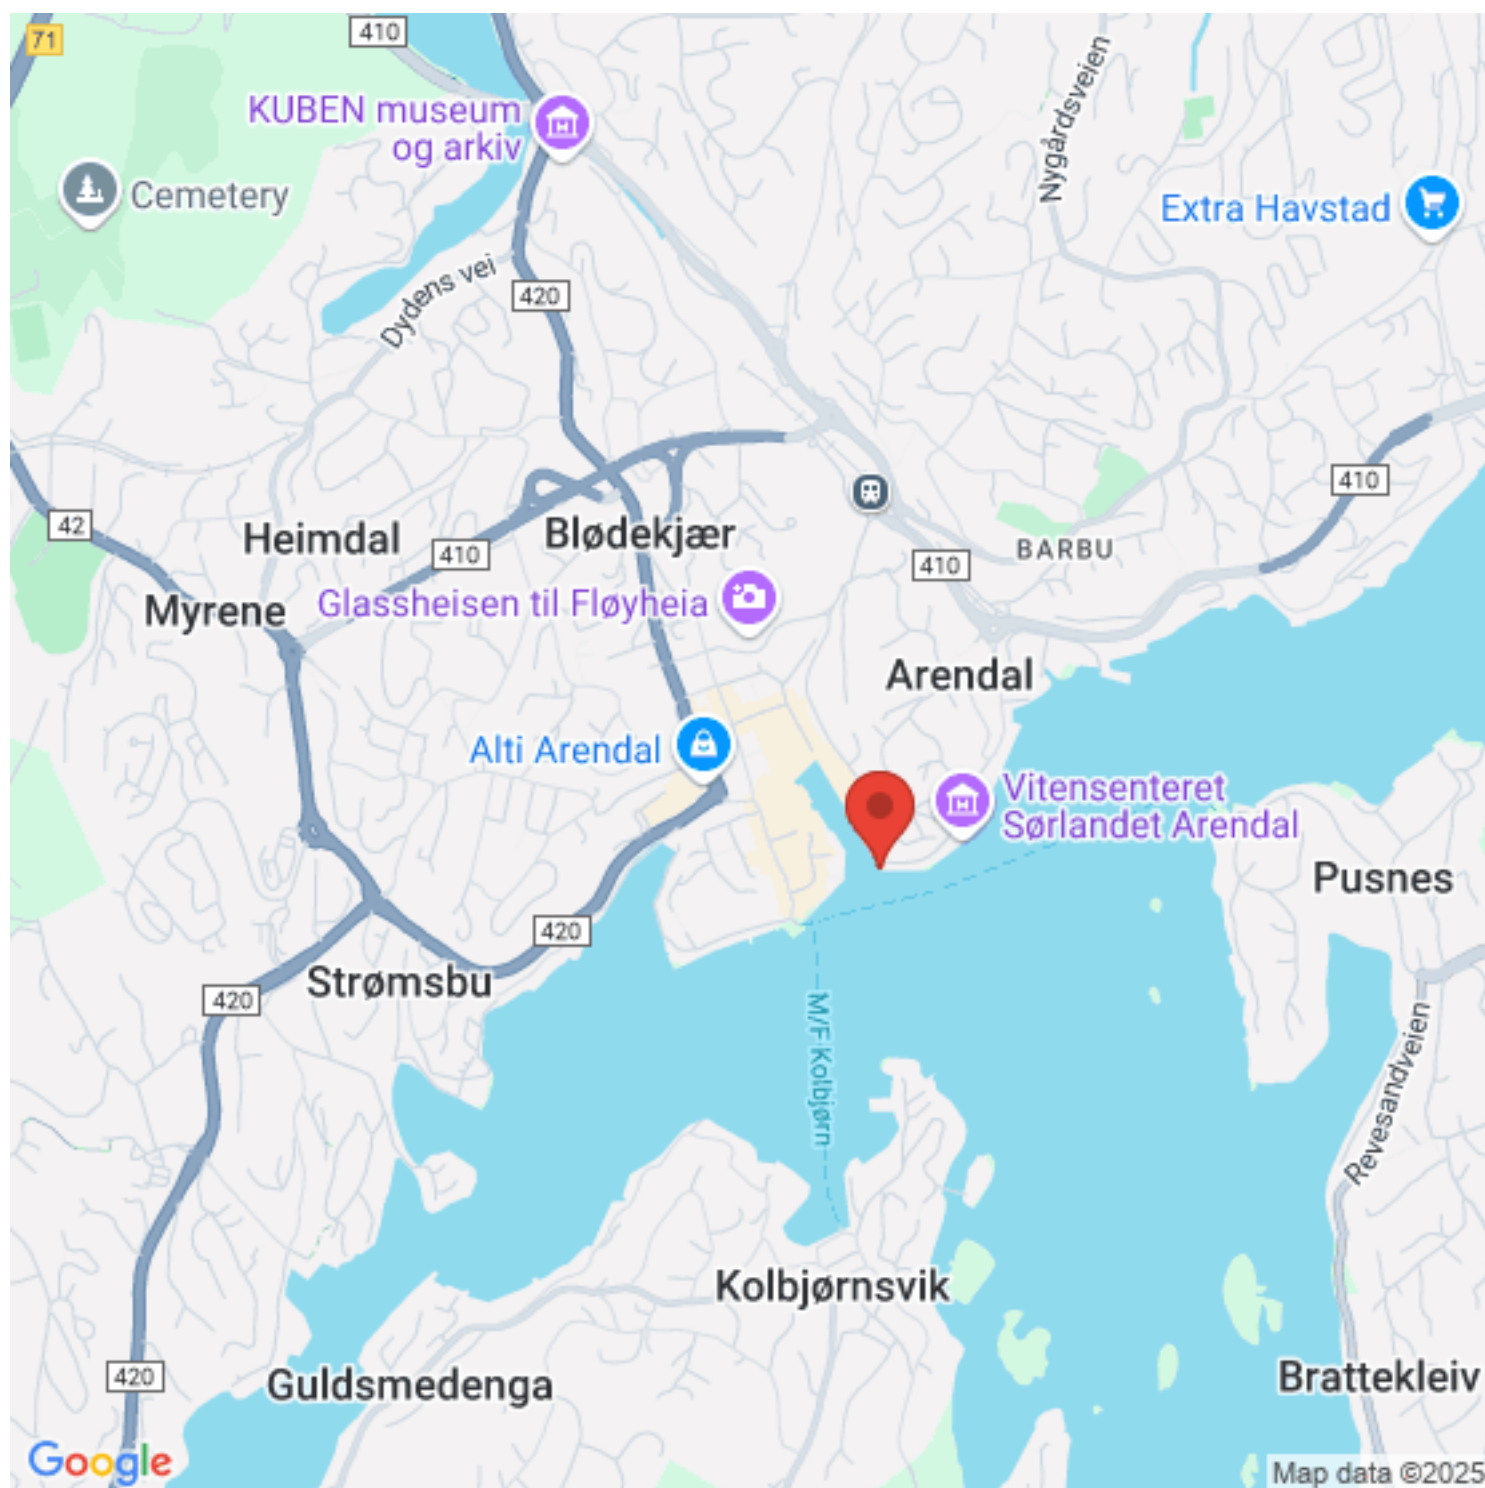 71
410
KUBEN museum
og arkiv
Nygårdsveien
Cemetery
Extra Havstad
Dydens vei
420
410
42
Heimdal
Blødekjær
410
BARBU
410
Myrene
Glassheisen til Fløyheia
Arendal
Alti Arendal
Vitensenteret
Sørlandet Arendal
Pusnes
420
Strømsbu
420
M/F Kolbjørn
Revesandveien
Kolbjørnsvik
420
Guldsmedenga
Brattekleiv
Google
Map data ©2025